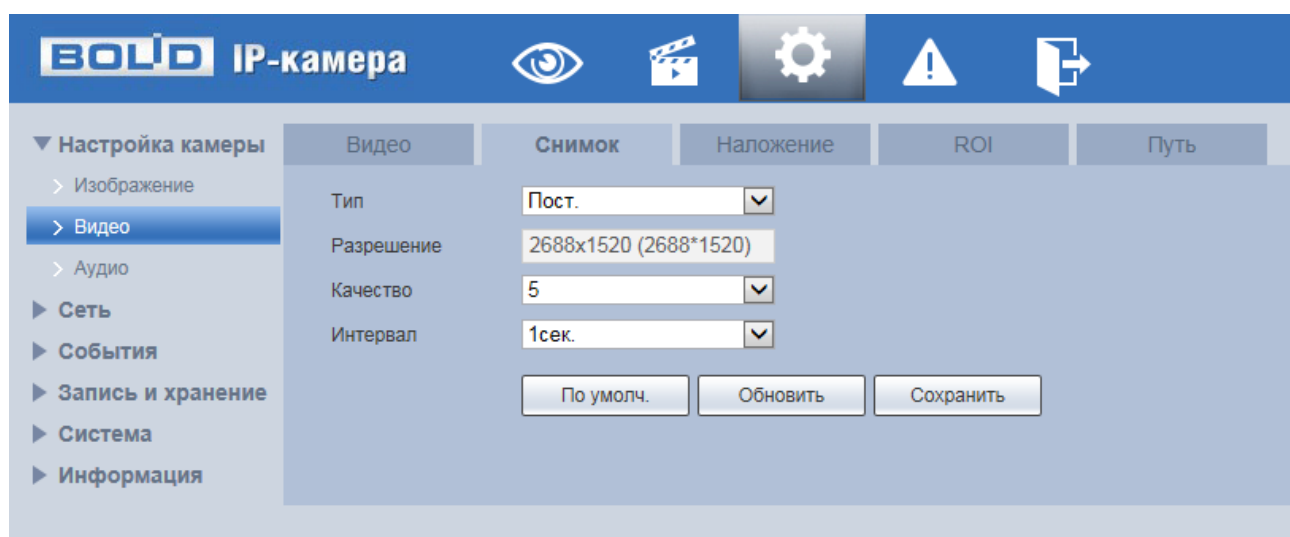 BOLID IP-камера
Настройка камеры
Изображение
Видео
Аудио
Сеть
События
Запись и хранение
Система
Информация
Видео Снимок Наложение ROI Путь
Тип Пост.
Разрешение 2688x1520 (2688*1520)
Качество 5
Интервал 1сек.
По умолч. Обновить Сохранить